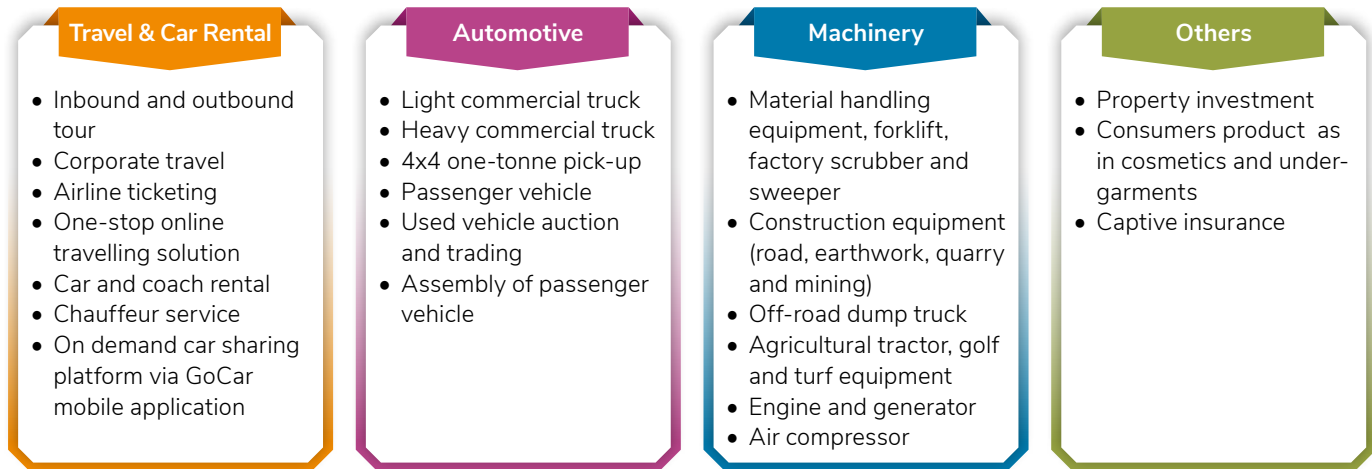 Travel & Car Rental
• Inbound and outbound
tour
• Corporate travel
• Airline ticketing
• One-stop online
travelling solution
• Car and coach rental
• Chauffeur service
• On demand car sharing
platform via GoCar
mobile application
Automotive
• Light commercial truck
• Heavy commercial truck
• 4x4 one-tonne pick-up
• Passenger vehicle
• Used vehicle auction
and trading
• Assembly of passenger
vehicle
Machinery
• Material handling
equipment, forklift,
factory scrubber and
sweeper
• Construction equipment
(road, earthwork, quarry
and mining)
• Off-road dump truck
• Agricultural tractor, golf
and turf equipment
• Engine and generator
• Air compressor
Others
• Property investment
• Consumers product as
in cosmetics and under-
garments
• Captive insurance